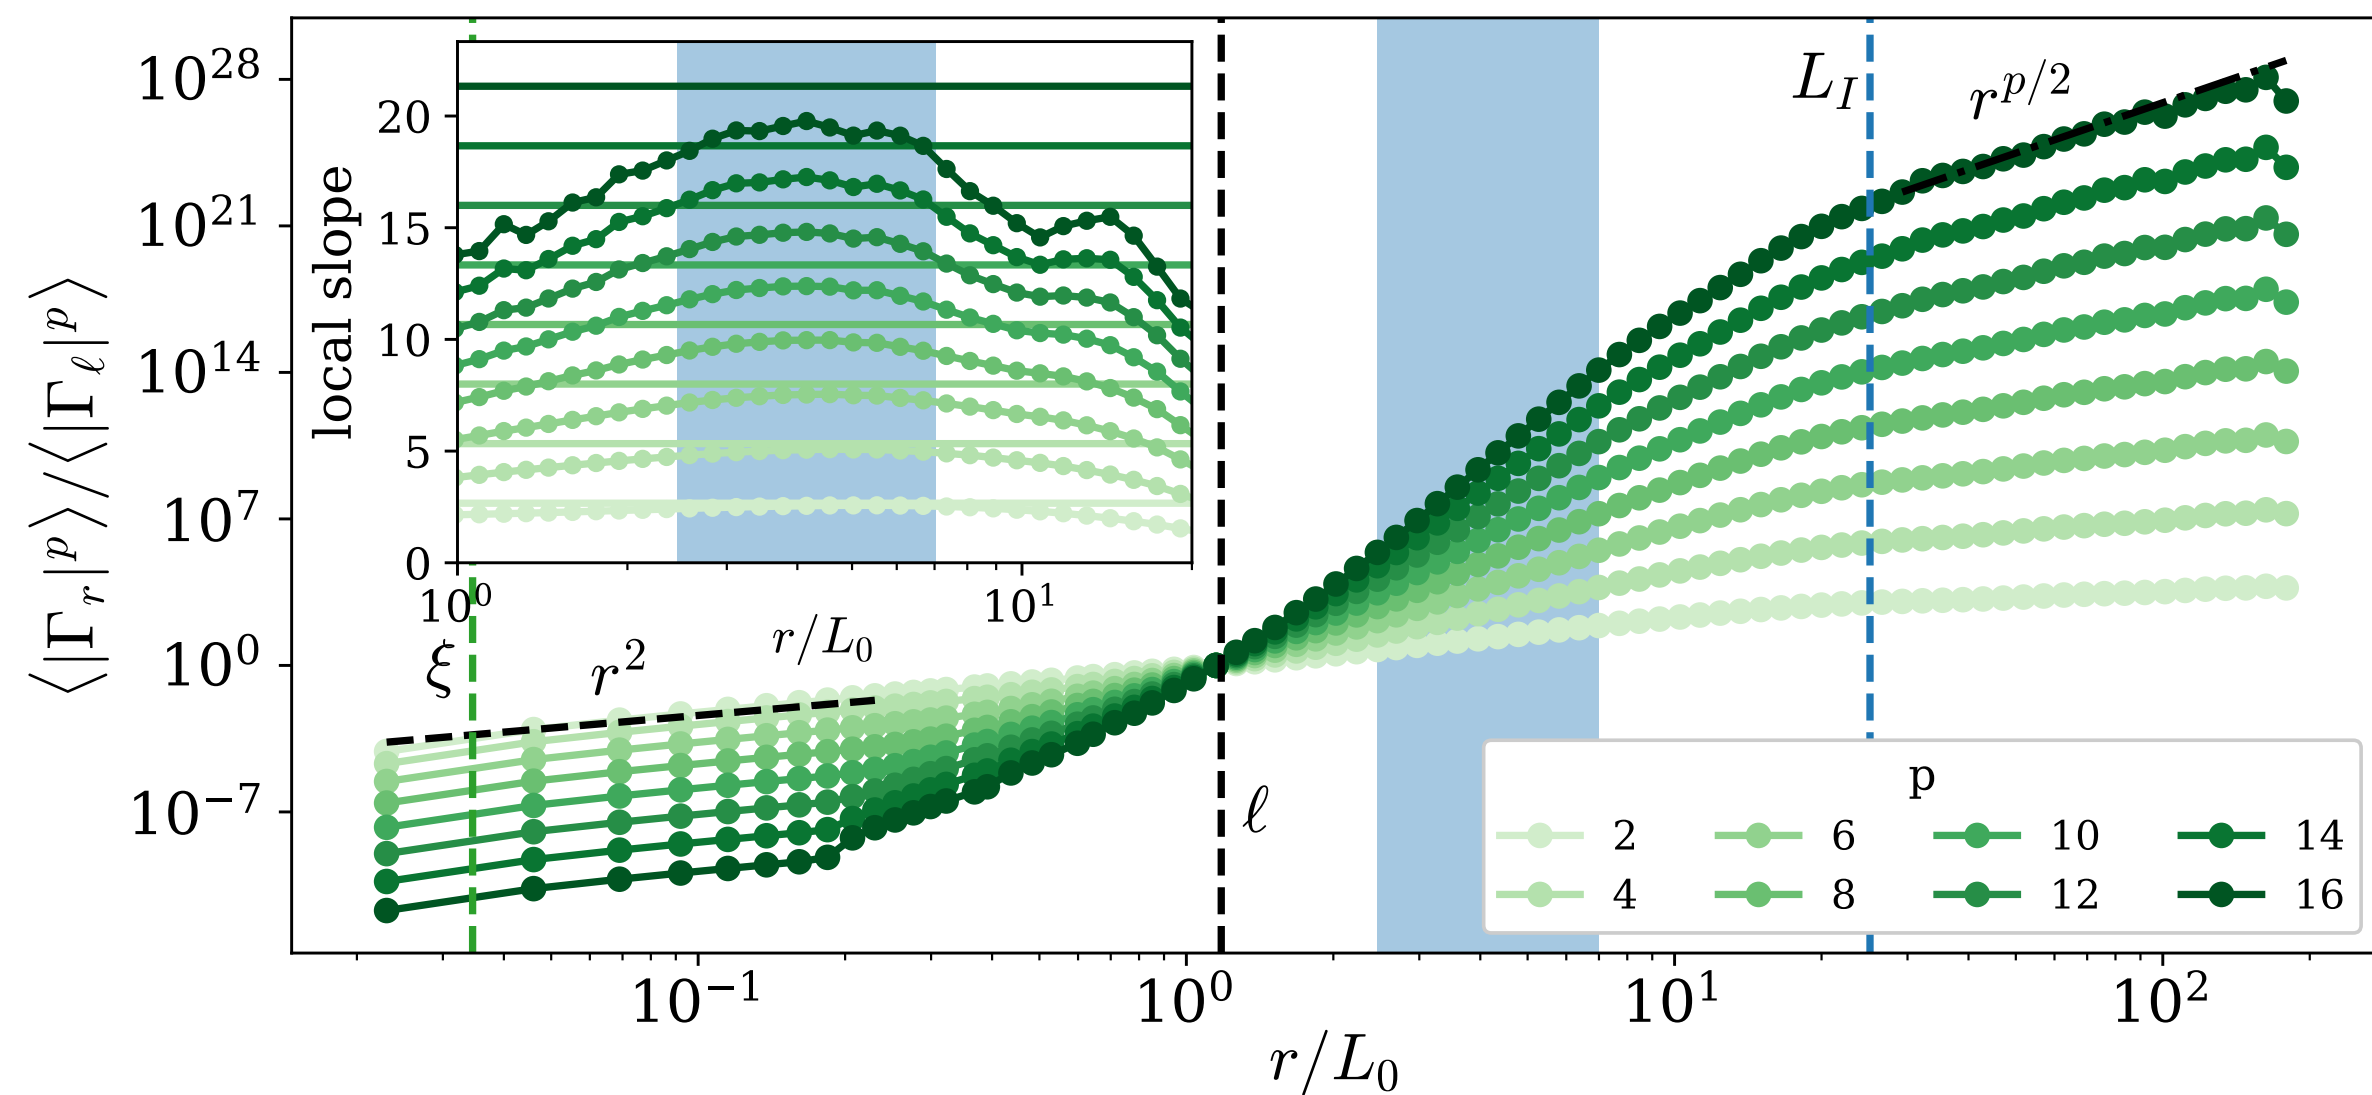 ⟨|Γ_r|^p⟩/⟨|Γ_ℓ|^p⟩
10^28
10^21
10^14
10^7
10^0
10^−7
local slope
20
15
10
5
0
10^0
10^1
r/L_0
ξ
r^2
ℓ
L_I
r^{p/2}
p
2
6
10
14
4
8
12
16
10^−1
10^0
10^1
10^2
r/L_0